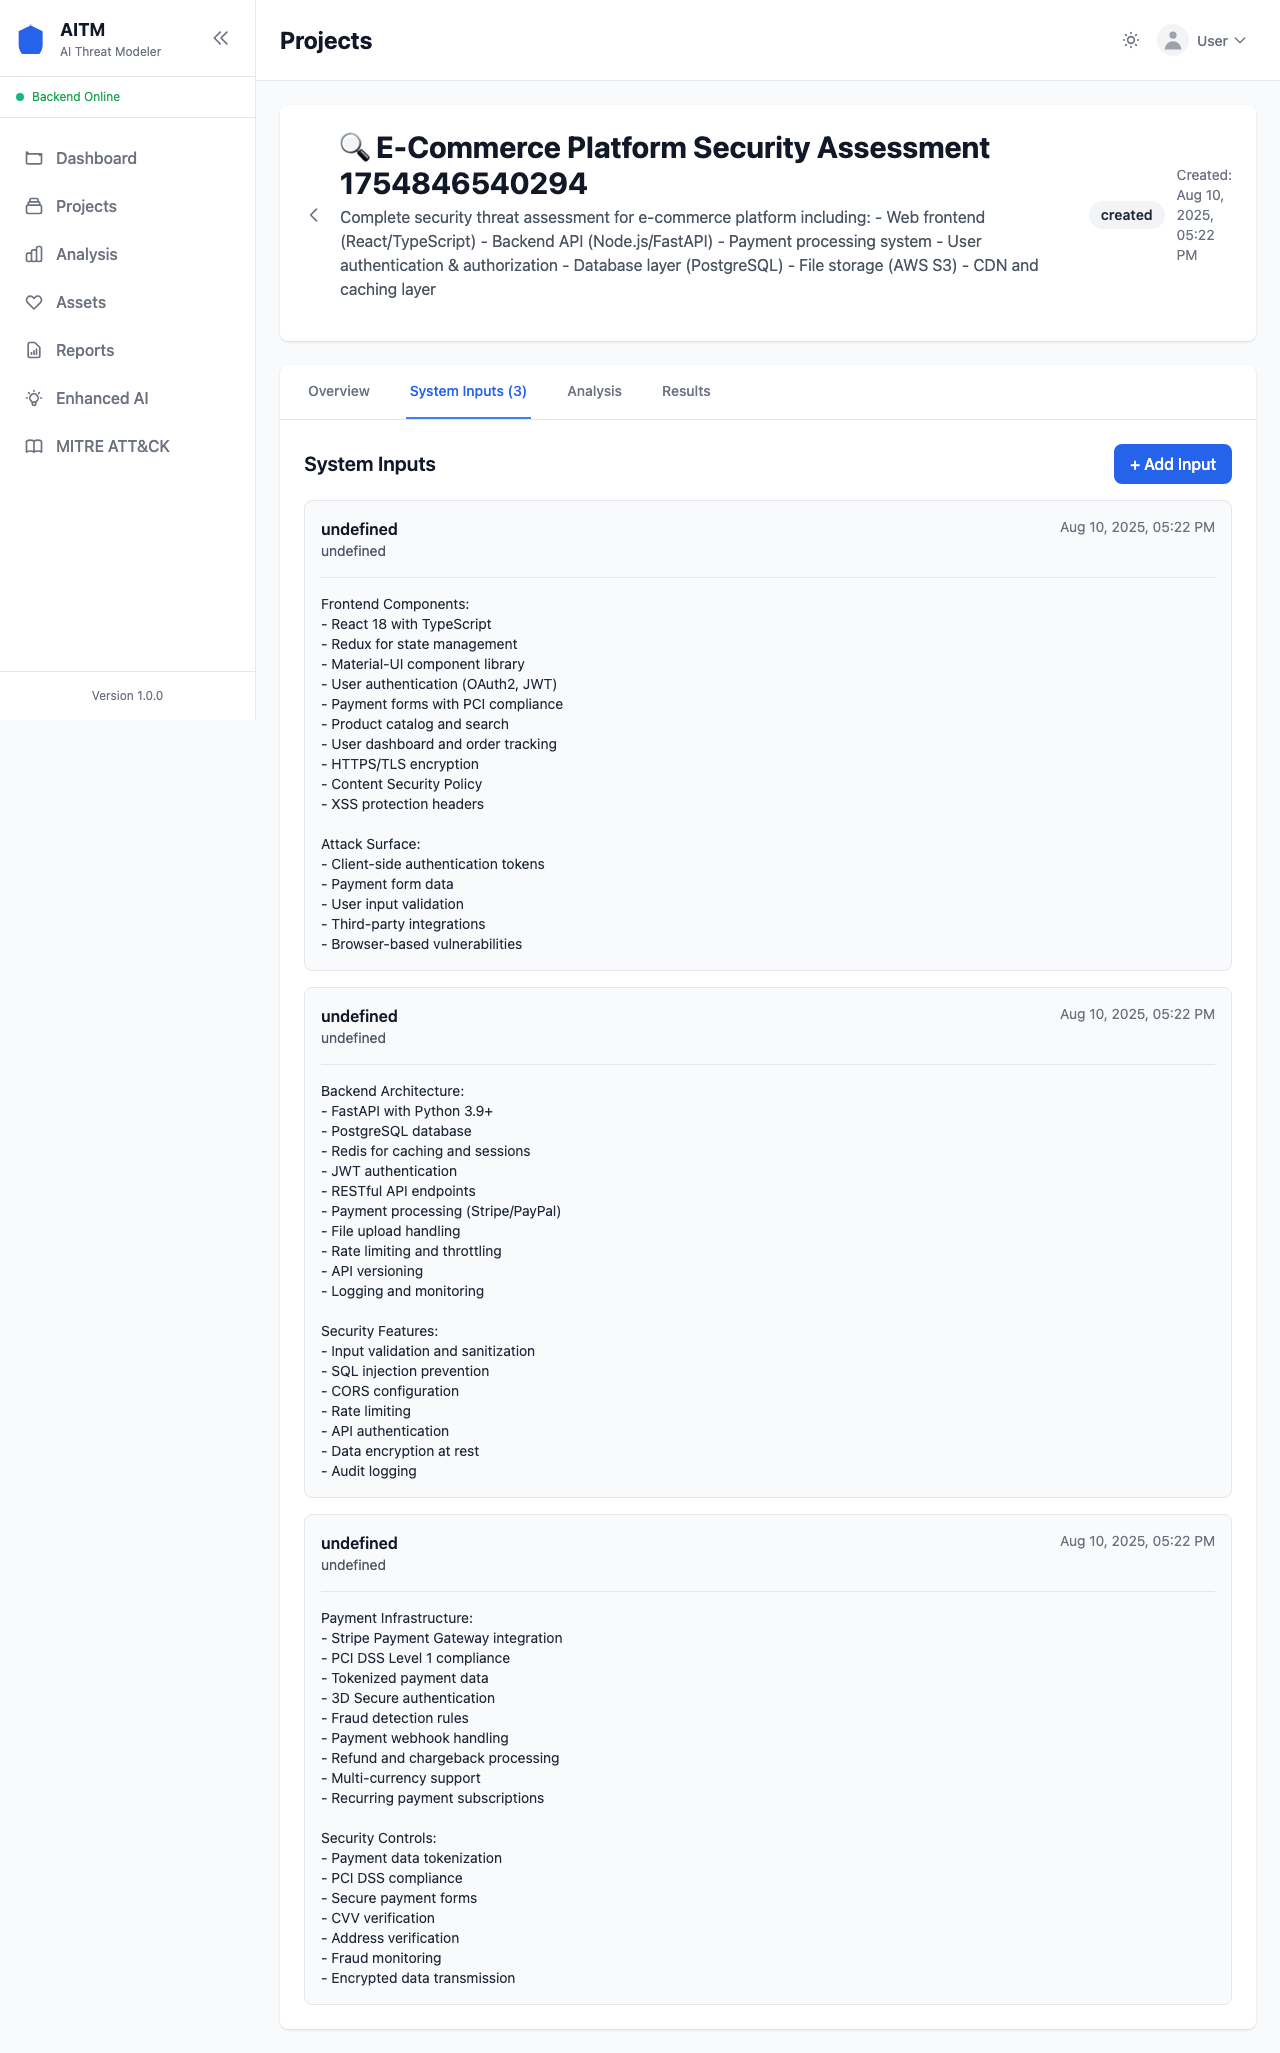 AITM
AI Threat Modeler
Backend Online
Dashboard
Projects
Analysis
Assets
Reports
Enhanced AI
MITRE ATT&CK
Version 1.0.0
Projects
User
🔍 E-Commerce Platform Security Assessment
1754846540294
Complete security threat assessment for e-commerce platform including: - Web frontend
(React/TypeScript) - Backend API (Node.js/FastAPI) - Payment processing system - User
authentication & authorization - Database layer (PostgreSQL) - File storage (AWS S3) - CDN and
caching layer
created
Created:
Aug 10,
2025,
05:22
PM
Overview
System Inputs (3)
Analysis
Results
System Inputs
+ Add Input
undefined
Aug 10, 2025, 05:22 PM
undefined
Frontend Components:
- React 18 with TypeScript
- Redux for state management
- Material-UI component library
- User authentication (OAuth2, JWT)
- Payment forms with PCI compliance
- Product catalog and search
- User dashboard and order tracking
- HTTPS/TLS encryption
- Content Security Policy
- XSS protection headers
Attack Surface:
- Client-side authentication tokens
- Payment form data
- User input validation
- Third-party integrations
- Browser-based vulnerabilities
undefined
Aug 10, 2025, 05:22 PM
undefined
Backend Architecture:
- FastAPI with Python 3.9+
- PostgreSQL database
- Redis for caching and sessions
- JWT authentication
- RESTful API endpoints
- Payment processing (Stripe/PayPal)
- File upload handling
- Rate limiting and throttling
- API versioning
- Logging and monitoring
Security Features:
- Input validation and sanitization
- SQL injection prevention
- CORS configuration
- Rate limiting
- API authentication
- Data encryption at rest
- Audit logging
undefined
Aug 10, 2025, 05:22 PM
undefined
Payment Infrastructure:
- Stripe Payment Gateway integration
- PCI DSS Level 1 compliance
- Tokenized payment data
- 3D Secure authentication
- Fraud detection rules
- Payment webhook handling
- Refund and chargeback processing
- Multi-currency support
- Recurring payment subscriptions
Security Controls:
- Payment data tokenization
- PCI DSS compliance
- Secure payment forms
- CVV verification
- Address verification
- Fraud monitoring
- Encrypted data transmission